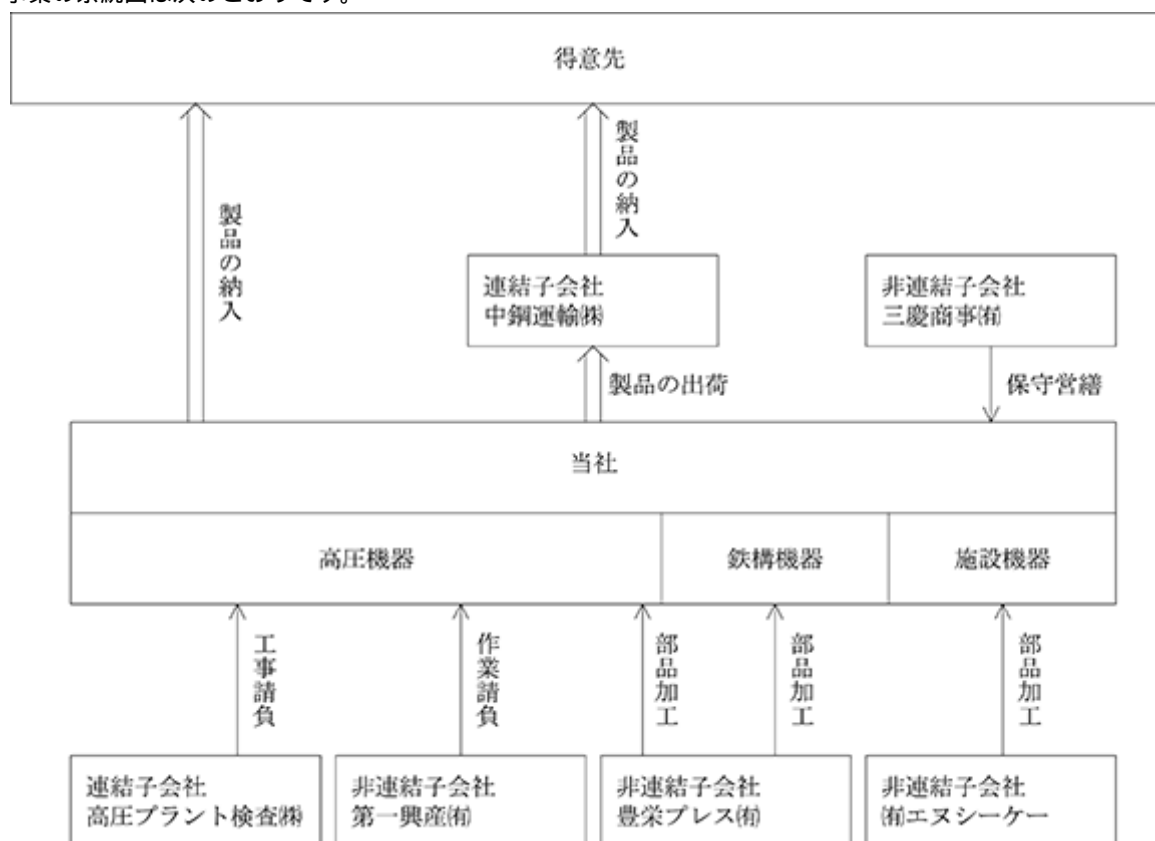 事業の系統図は次のとおりです。
得意先
製品の納入
製品の納入
連結子会社
中鋼運輸㈱
非連結子会社
三慶商事㈲
製品の出荷
保守営繕
当社
高圧機器
鉄構機器
施設機器
工事請負
作業請負
部品加工
部品加工
部品加工
連結子会社
高圧プラント検査㈱
非連結子会社
第一興産㈲
非連結子会社
豊栄プレス㈲
非連結子会社
㈲エヌシーケー